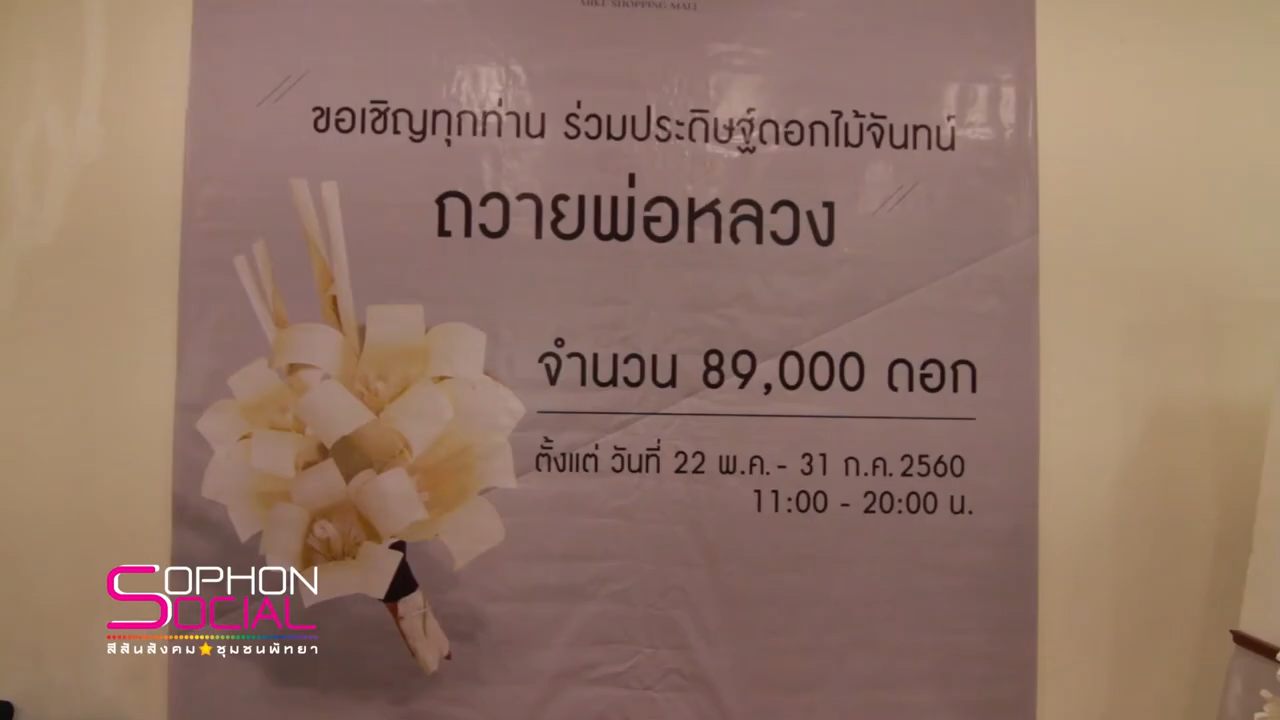 MIKE SHOPPING MALL
ขอเชิญทุกท่าน ร่วมประดิษฐ์ดอกไม้จันทน์
ถวายพ่อหลวง
จำนวน 89,000 ดอก
ตั้งแต่ วันที่ 22 พ.ค. - 31 ก.ค. 2560
11:00 - 20:00 น.
SOPHON
SOCIAL
สีสันสังคม ชุมชนพัทยา